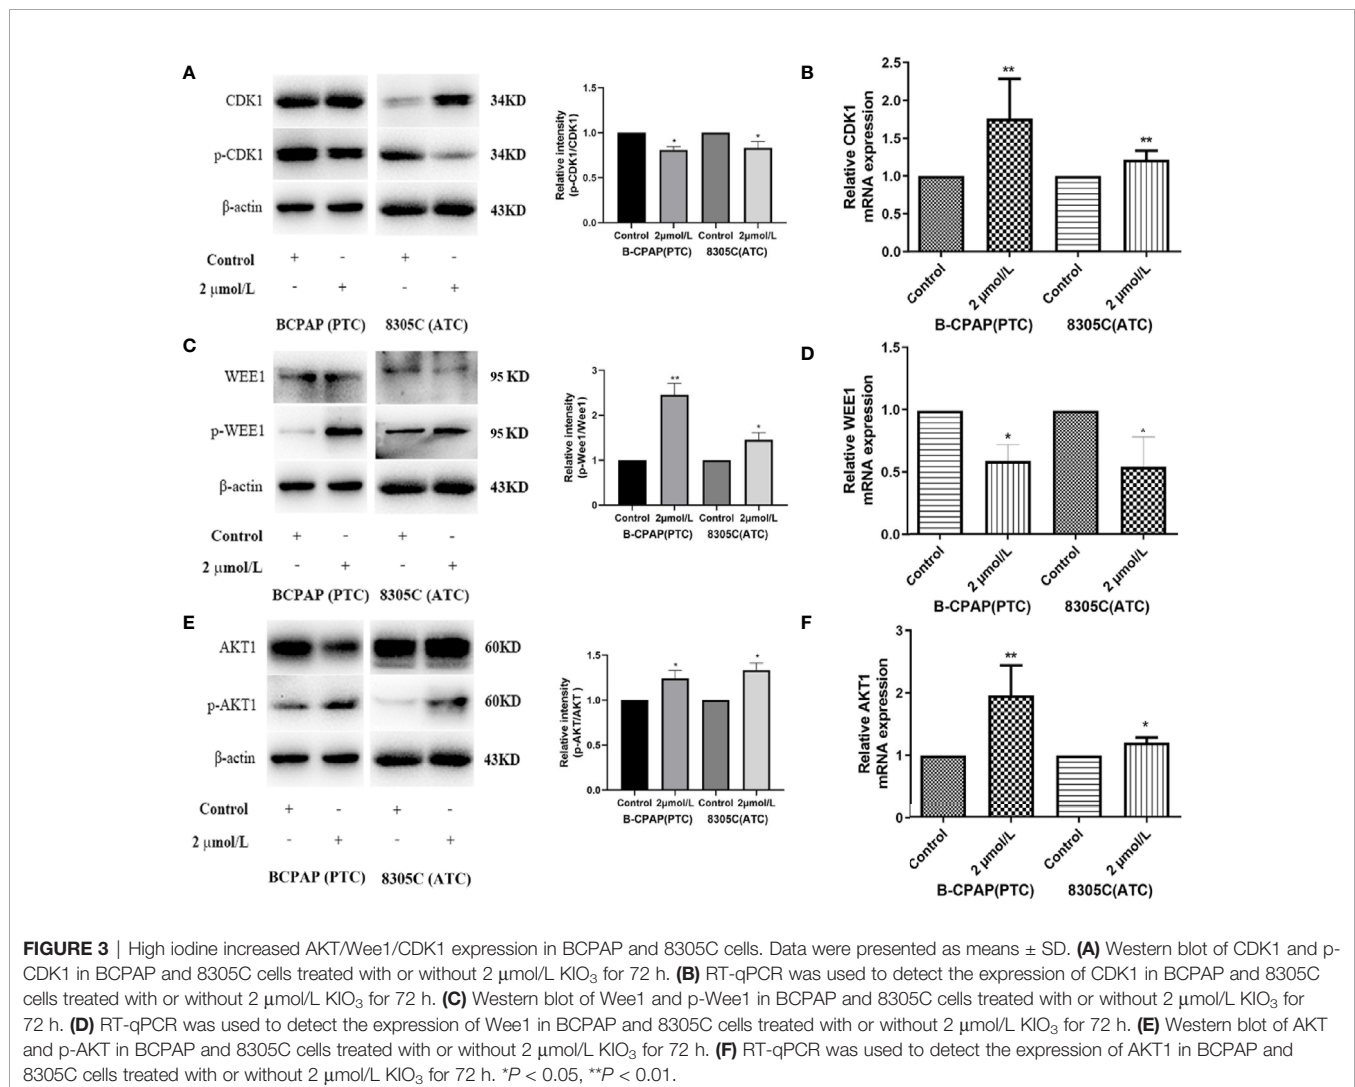 A
CDK1
34KD
p-CDK1
34KD
β-actin
43KD
Control + - + -
2 μmol/L - + - +
BCPAP (PTC) 8305C (ATC)
Relative intensity
(p-CDK1/CDK1)
1.5
1.0
0.5
0.0
* *
Control 2μmol/L Control 2μmol/L
B-CPAP(PTC) 8305C(ATC)
B
Relative CDK1
mRNA expression
2.5
2.0
1.5
1.0
0.5
0.0
** **
Control 2 μmol/L Control 2 μmol/L
B-CPAP(PTC) 8305C(ATC)
C
WEE1
95 KD
p-WEE1
95KD
β-actin
43KD
Control + - + -
2 μmol/L - + - +
BCPAP (PTC) 8305C (ATC)
Relative intensity
(p-Wee1/Wee1)
3
2
1
0
** *
Control 2μmol/L Control 2μmol/L
B-CPAP(PTC) 8305C(ATC)
D
Relative WEE1
mRNA expression
1.5
1.0
0.5
0.0
* *
Control 2 μmol/L Control 2 μmol/L
B-CPAP(PTC) 8305C(ATC)
E
AKT1
60KD
p-AKT1
60KD
β-actin
43KD
Control + - + -
2 μmol/L - + - +
BCPAP (PTC) 8305C (ATC)
Relative intensity
(p-AKT/AKT )
1.5
1.0
0.5
0.0
* *
Control 2μmol/L Control 2μmol/L
B-CPAP(PTC) 8305C(ATC)
F
Relative AKT1
mRNA expression
3
2
1
0
** *
Control 2 μmol/L Control 2 μmol/L
B-CPAP(PTC) 8305C(ATC)
FIGURE 3 | High iodine increased AKT/Wee1/CDK1 expression in BCPAP and 8305C cells. Data were presented as means ± SD. (A) Western blot of CDK1 and p-
CDK1 in BCPAP and 8305C cells treated with or without 2 μmol/L KIO₃ for 72 h. (B) RT-qPCR was used to detect the expression of CDK1 in BCPAP and 8305C
cells treated with or without 2 μmol/L KIO₃ for 72 h. (C) Western blot of Wee1 and p-Wee1 in BCPAP and 8305C cells treated with or without 2 μmol/L KIO₃ for
72 h. (D) RT-qPCR was used to detect the expression of Wee1 in BCPAP and 8305C cells treated with or without 2 μmol/L KIO₃ for 72 h. (E) Western blot of AKT
and p-AKT in BCPAP and 8305C cells treated with or without 2 μmol/L KIO₃ for 72 h. (F) RT-qPCR was used to detect the expression of AKT1 in BCPAP and
8305C cells treated with or without 2 μmol/L KIO₃ for 72 h. *P < 0.05, **P < 0.01.